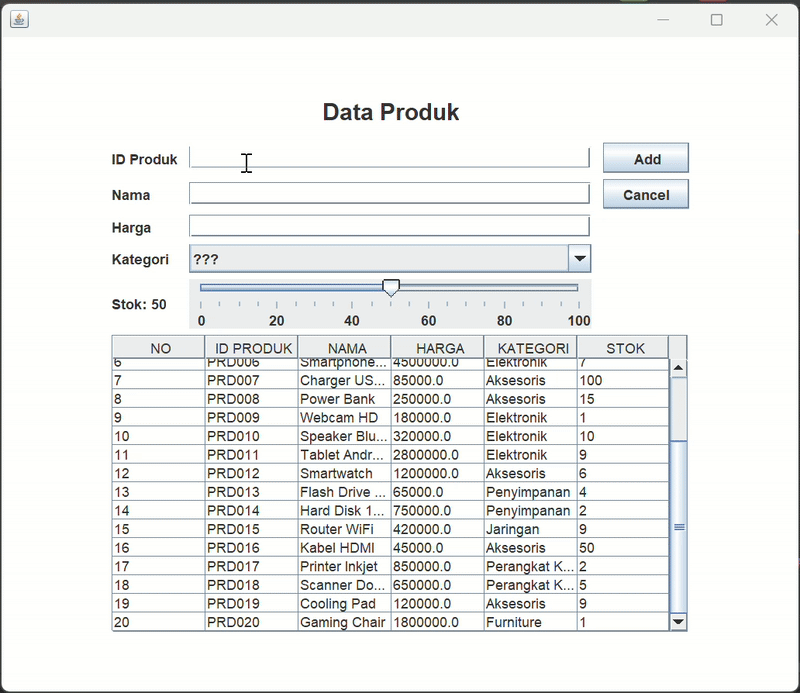 Data Produk
ID Produk Add
Nama Cancel
Harga
Kategori ???
Stok: 50
0 20 40 60 80 100
NO ID PRODUK NAMA HARGA KATEGORI STOK
6 PRD006 Smartphone... 4500000.0 Elektronik 7
7 PRD007 Charger US... 85000.0 Aksesoris 100
8 PRD008 Power Bank 250000.0 Aksesoris 15
9 PRD009 Webcam HD 180000.0 Elektronik 1
10 PRD010 Speaker Blu... 320000.0 Elektronik 10
11 PRD011 Tablet Andr... 2800000.0 Elektronik 9
12 PRD012 Smartwatch 1200000.0 Aksesoris 6
13 PRD013 Flash Drive ... 65000.0 Penyimpanan 4
14 PRD014 Hard Disk 1... 750000.0 Penyimpanan 2
15 PRD015 Router WiFi 420000.0 Jaringan 9
16 PRD016 Kabel HDMI 45000.0 Aksesoris 50
17 PRD017 Printer Inkjet 850000.0 Perangkat K... 2
18 PRD018 Scanner Do... 650000.0 Perangkat K... 5
19 PRD019 Cooling Pad 120000.0 Aksesoris 9
20 PRD020 Gaming Chair 1800000.0 Furniture 1